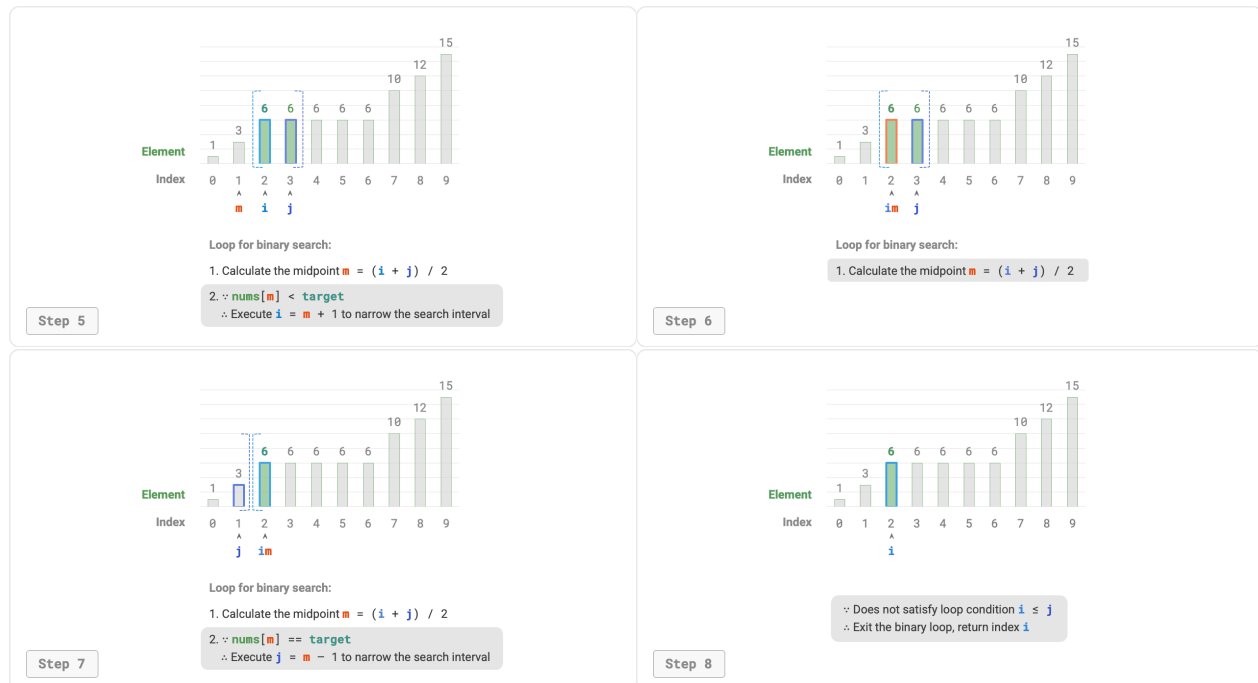 15
12
10
6 6 6 6 6
3
1
Element
Index 0 1 2 3 4 5 6 7 8 9
m i j
Loop for binary search:
1. Calculate the midpoint m = (i + j) / 2
2. ∵ nums[m] < target
∴ Execute i = m + 1 to narrow the search interval
Step 5
15
12
10
6 6 6 6 6
3
1
Element
Index 0 1 2 3 4 5 6 7 8 9
im j
Loop for binary search:
1. Calculate the midpoint m = (i + j) / 2
Step 6
15
12
10
6 6 6 6 6
3
1
Element
Index 0 1 2 3 4 5 6 7 8 9
j im
Loop for binary search:
1. Calculate the midpoint m = (i + j) / 2
2. ∵ nums[m] == target
∴ Execute j = m − 1 to narrow the search interval
Step 7
15
12
10
6 6 6 6 6
3
1
Element
Index 0 1 2 3 4 5 6 7 8 9
i
∵ Does not satisfy loop condition i ≤ j
∴ Exit the binary loop, return index i
Step 8